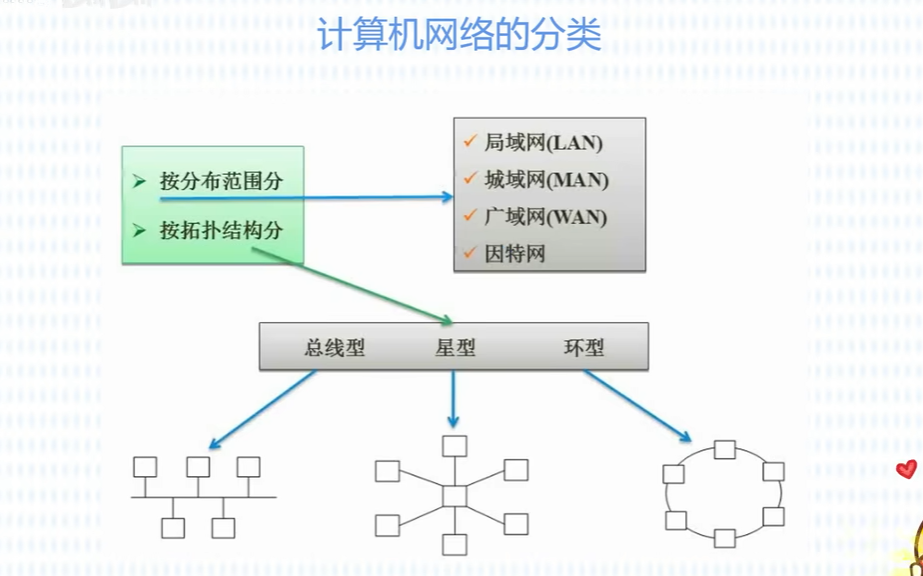 计算机网络的分类
按分布范围分
按拓扑结构分
局域网(LAN)
城域网(MAN)
广域网(WAN)
因特网
总线型 星型 环型